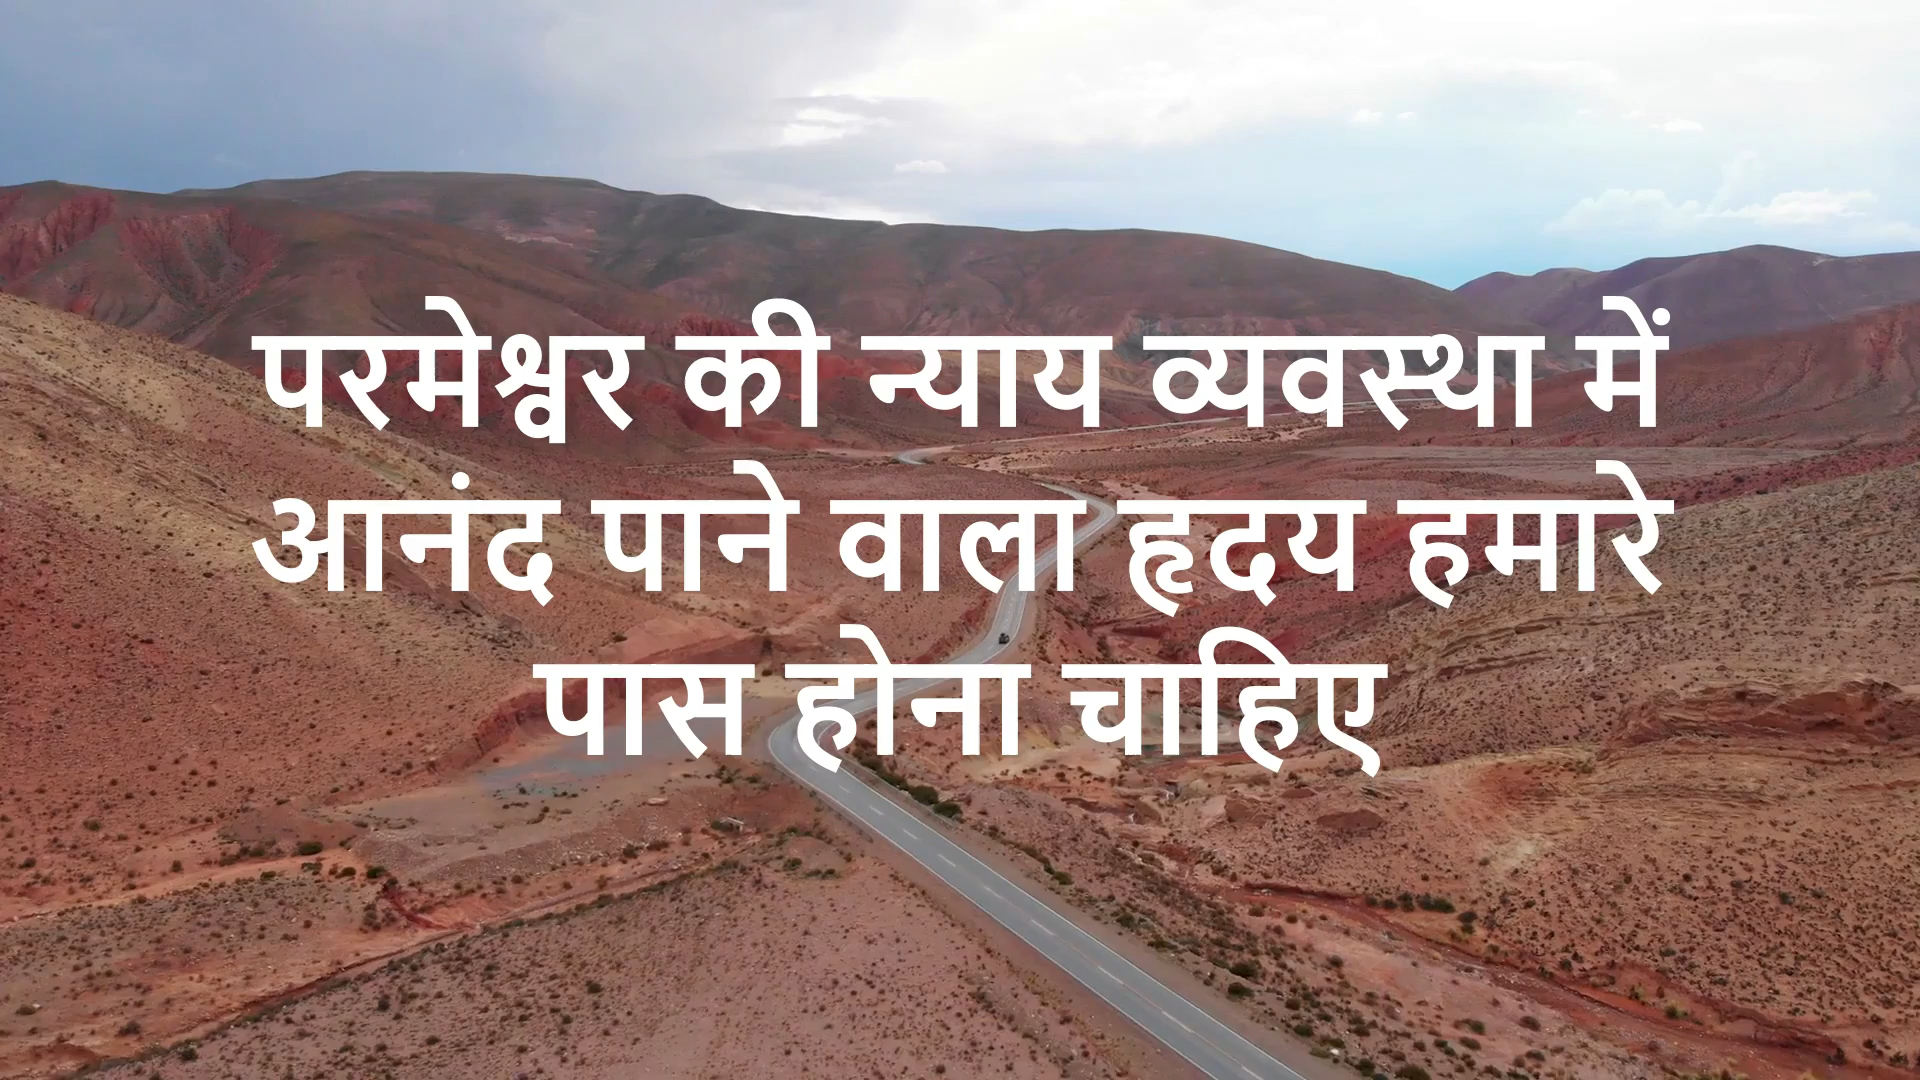 परमेश्वर की न्याय व्यवस्था में
आनंद पाने वाला हृदय हमारे
पास होना चाहिए